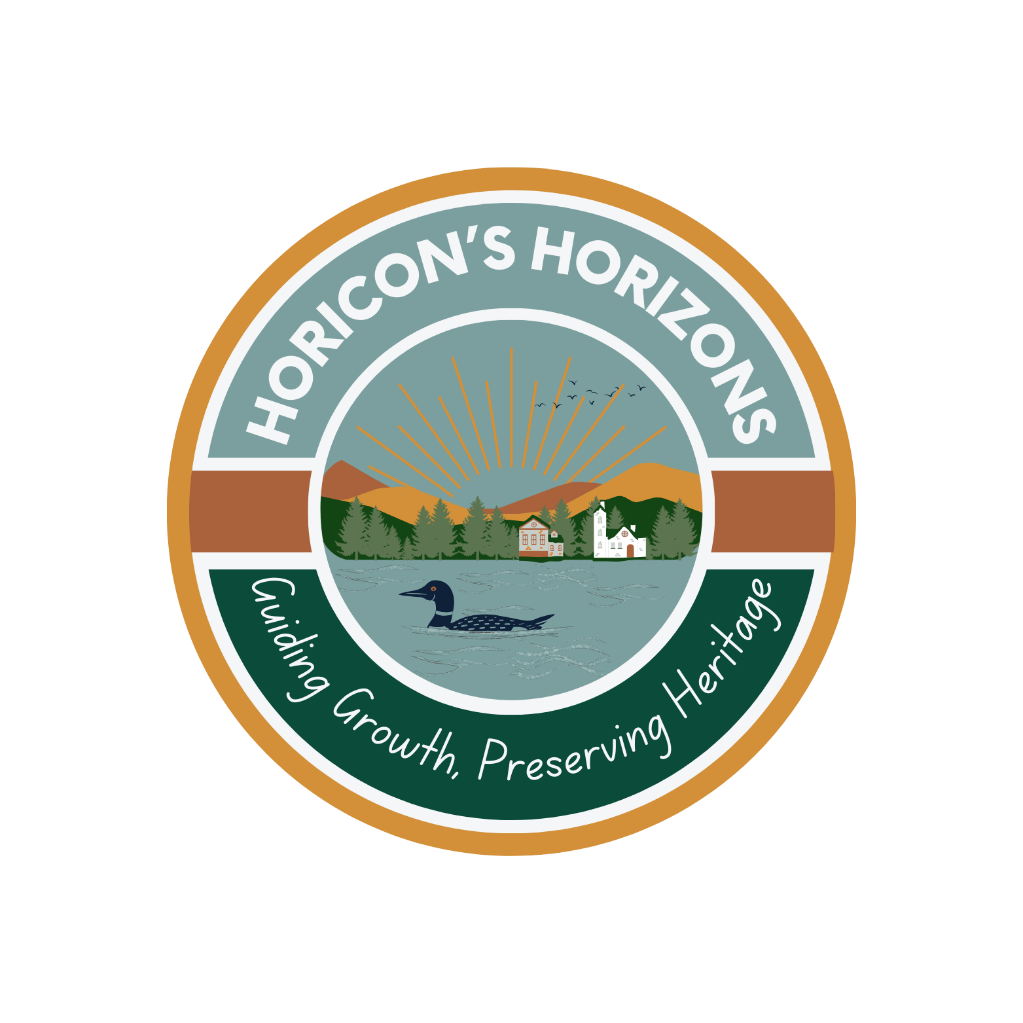 HORICON’S HORIZONS
Guiding Growth, Preserving Heritage